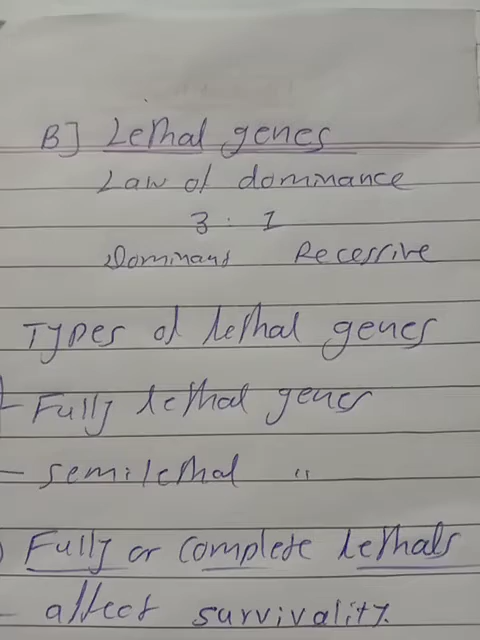 B] Lethal genes
Law of dominance
3 : 1
Dominant Recessive
Types of lethal genes
- Fully lethal genes
- semilethal "
) Fully or complete lethals
- affect survivality.